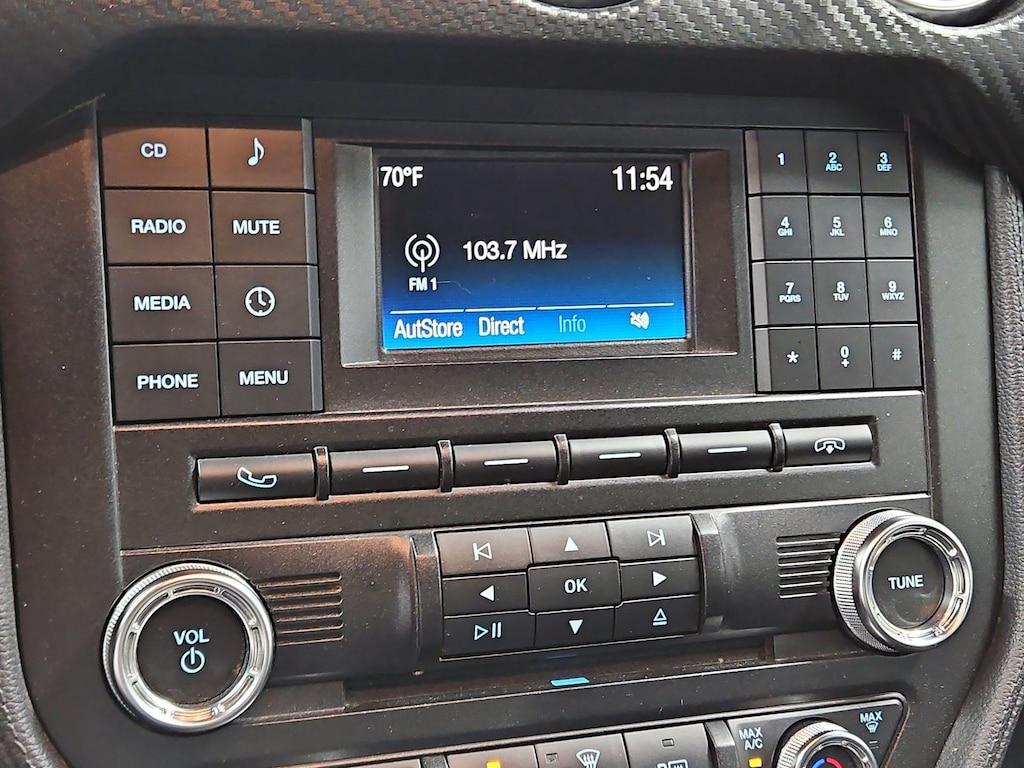 CD
RADIO MUTE
MEDIA
PHONE MENU
70°F 11:54
103.7 MHz
FM 1
AutStore Direct Info
1 2 3
ABC DEF
4 5 6
GHI JKL MNO
7 8 9
PQRS TUV WXYZ
* 0 #
+
OK
VOL
TUNE
MAX
A/C
MAX